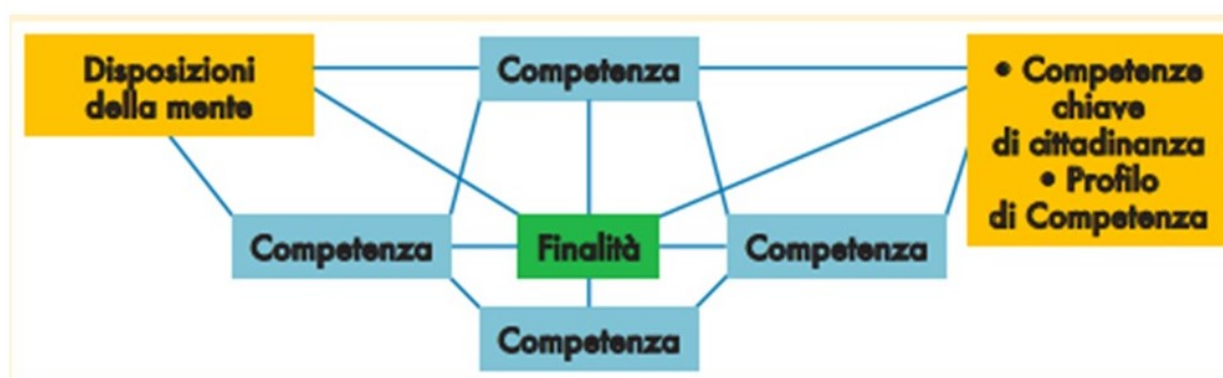 Disposizioni
della mente
Competenza
• Competenze
chiave
di cittadinanza
• Profilo
di Competenza
Competenza
Finalità
Competenza
Competenza